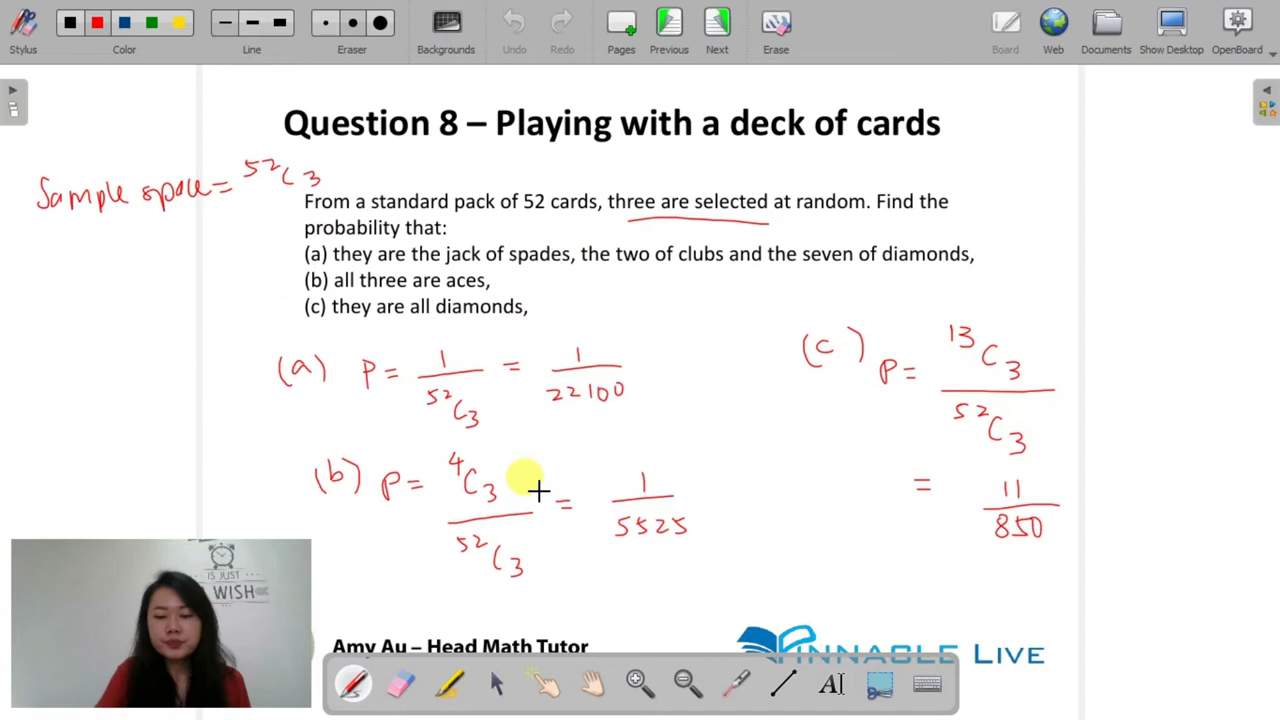 Stylus Color Line Eraser Backgrounds Undo Redo Pages Previous Next Erase Board Web Documents Show Desktop OpenBoard
Question 8 – Playing with a deck of cards
Sample space = ⁵²C₃
From a standard pack of 52 cards, three are selected at random. Find the
probability that:
(a) they are the jack of spades, the two of clubs and the seven of diamonds,
(b) all three are aces,
(c) they are all diamonds,
(a) P = 1/⁵²C₃ = 1/22100
(b) P = ⁴C₃/⁵²C₃ = 1/5525
(c) P = ¹³C₃/⁵²C₃
= 11/850
IS JUST
A WISH
Amy Au – Head Math Tutor
PINNACLE LIVE